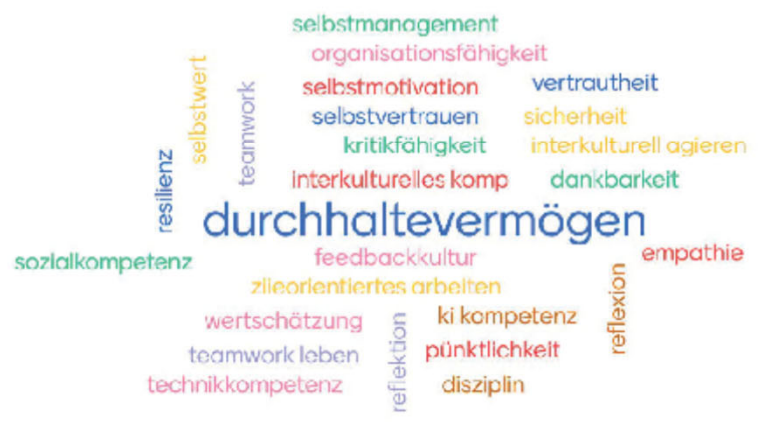 selbstmanagement
organisationsfähigkeit
selbstmotivation
vertrautheit
selbstwert
teamwork
selbstvertrauen
sicherheit
kritikfähigkeit
interkulturell agieren
resilienz
interkulturelles komp
dankbarkeit
durchhaltevermögen
sozialkompetenz
feedbackkultur
empathie
zileorientiertes arbeiten
reflexion
wertschätzung
ki kompetenz
teamwork leben
reflektion
pünktlichkeit
technikkompetenz
disziplin